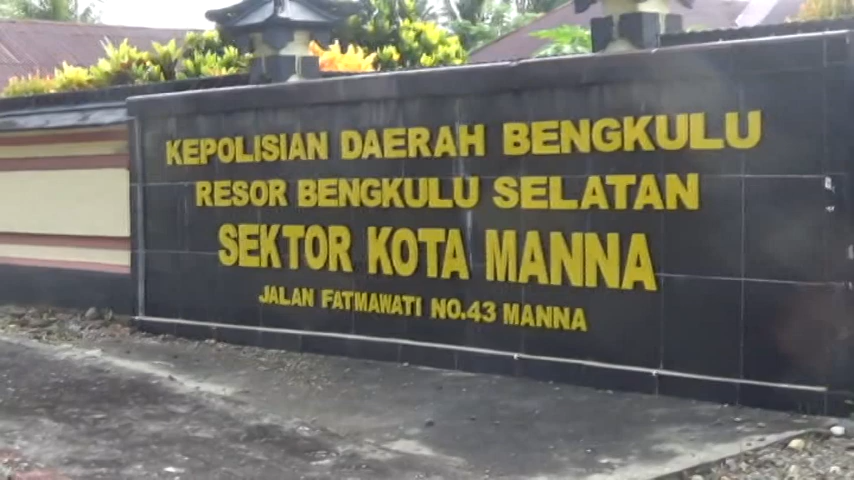 KEPOLISIAN DAERAH BENGKULU
RESOR BENGKULU SELATAN
SEKTOR KOTA MANNA
JALAN FATMAWATI NO.43 MANNA